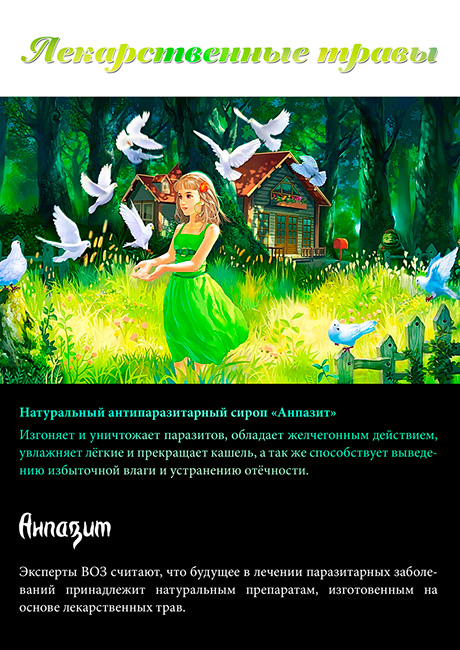 Лекарственные травы
Натуральный антипаразитарный сироп «Анпазит»
Изгоняет и уничтожает паразитов, обладает желчегонным действием,
увлажняет лёгкие и прекращает кашель, а так же способствует выведе-
нию избыточной влаги и устранению отёчности.
Анпазит
Эксперты ВОЗ считают, что будущее в лечении паразитарных заболе-
ваний принадлежит натуральным препаратам, изготовенным на
основе лекарственных трав.